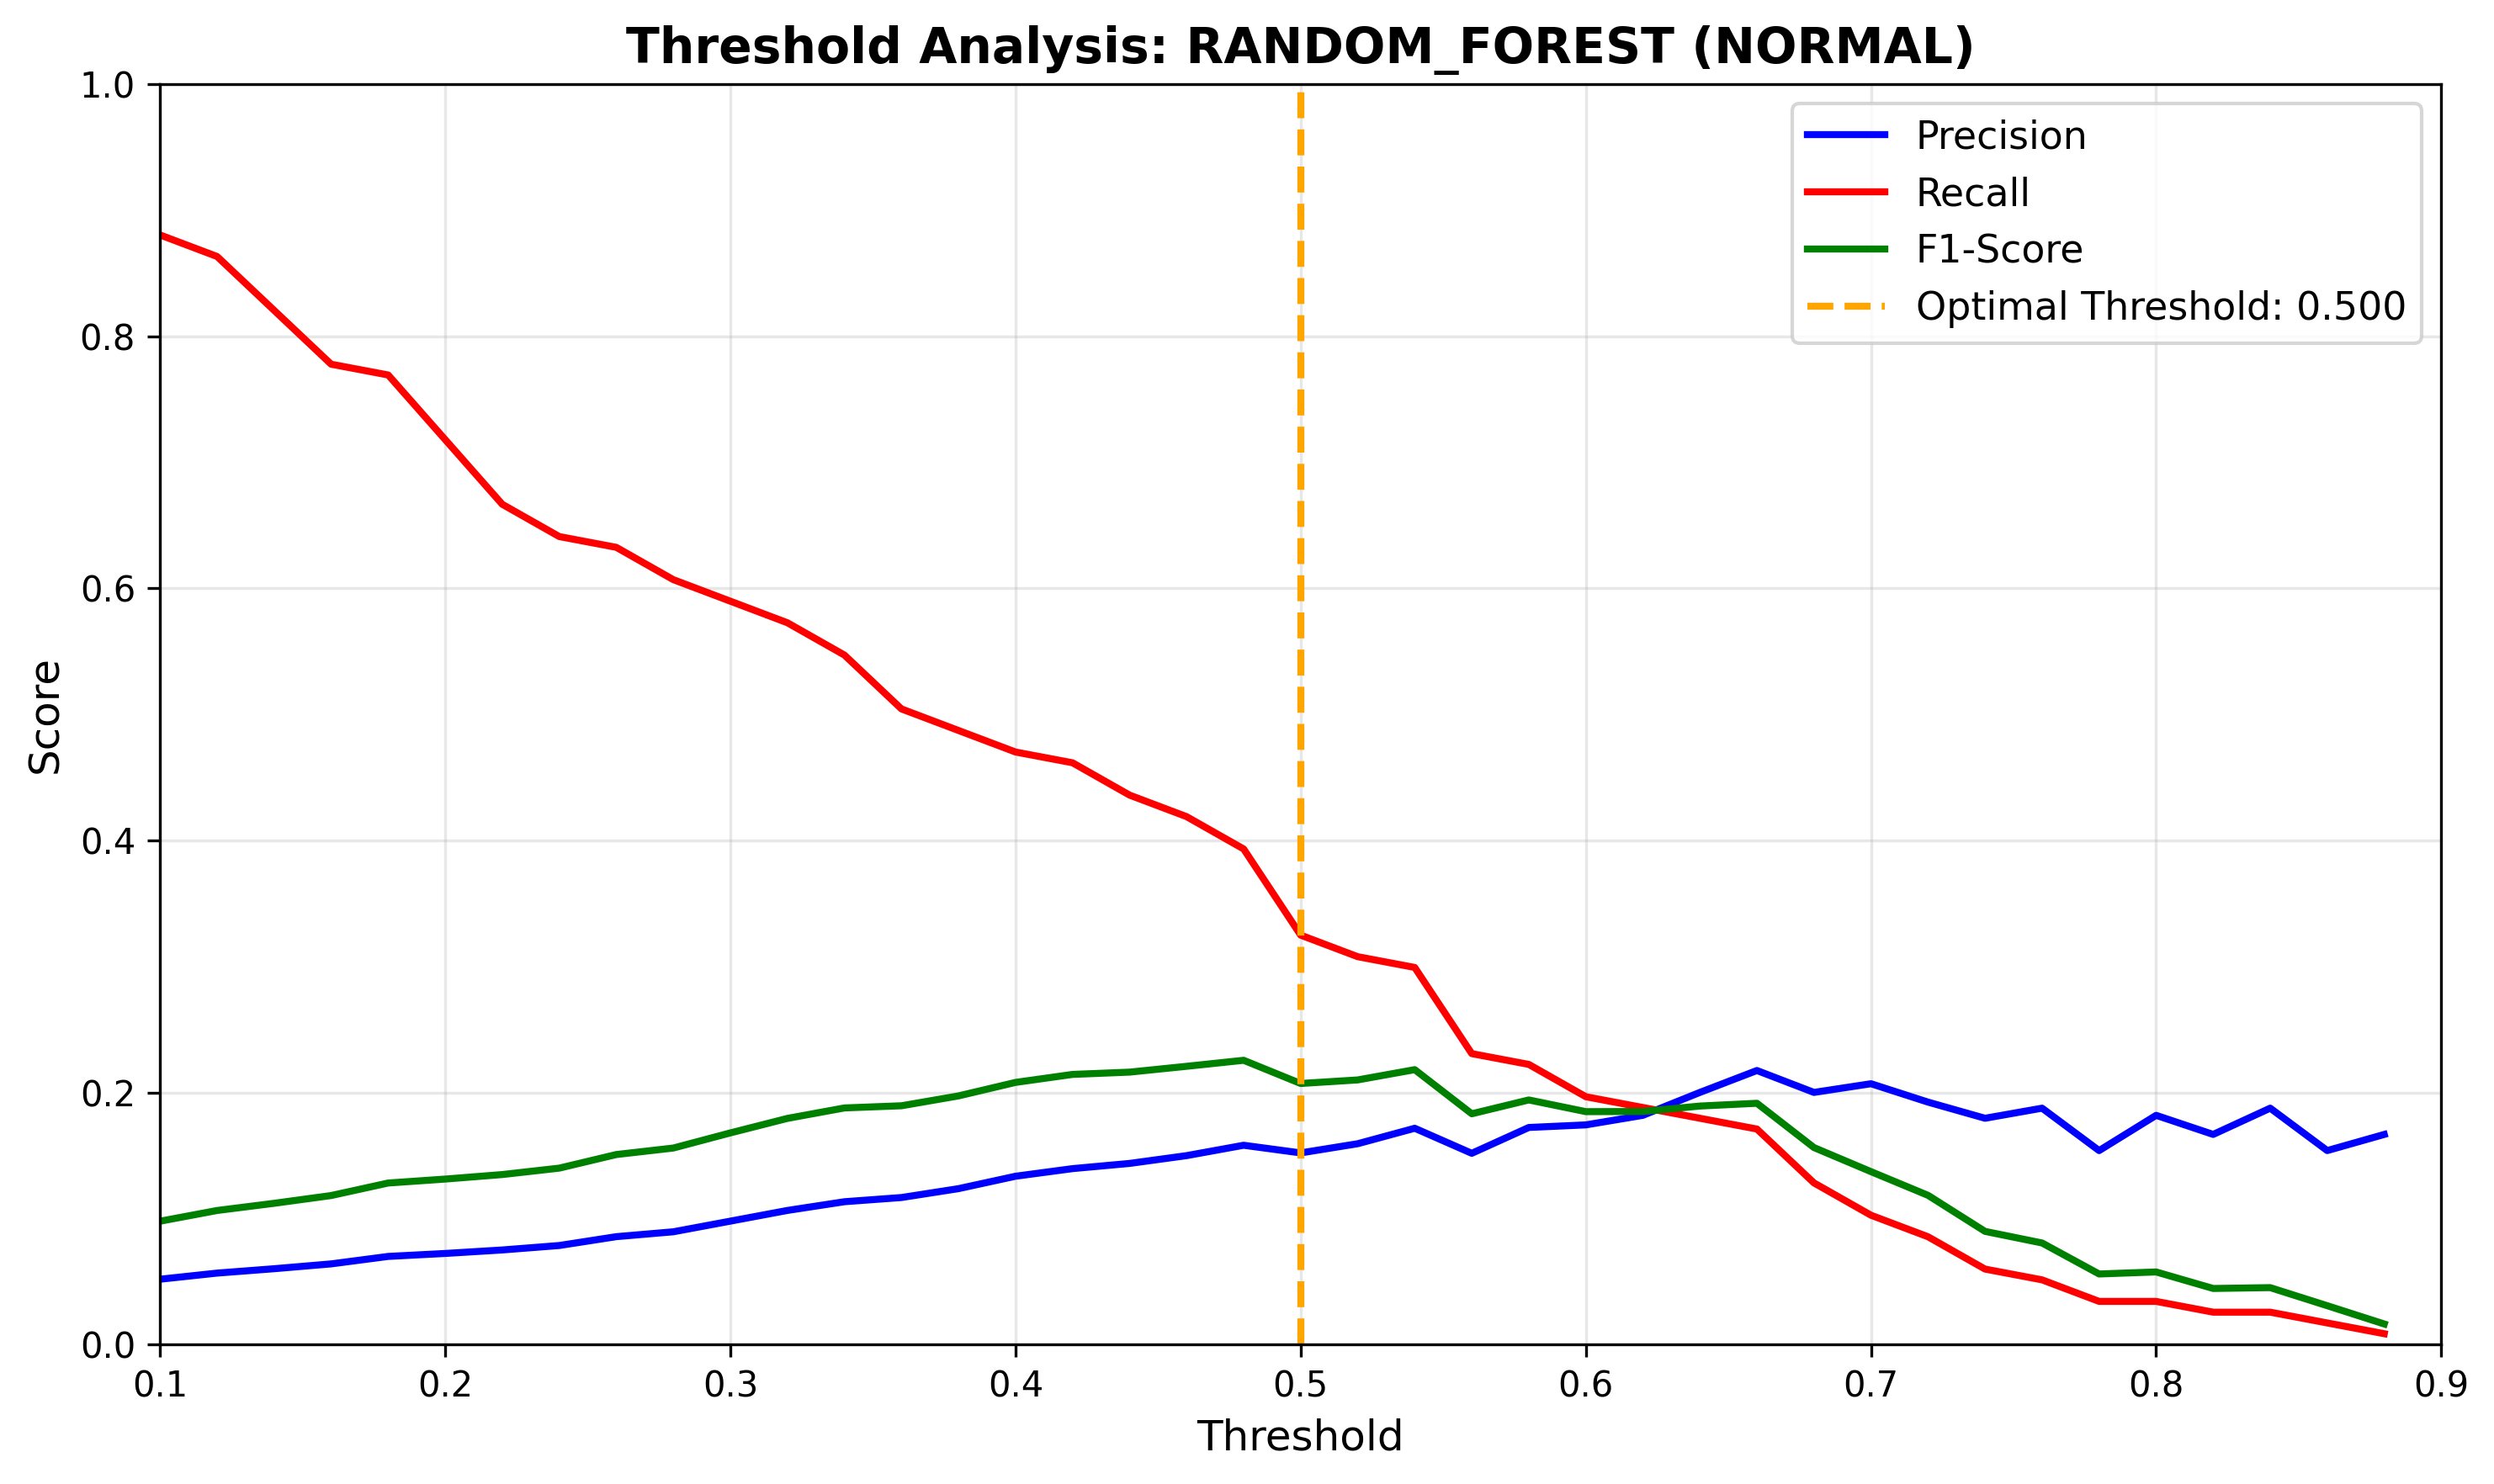 Threshold Analysis: RANDOM_FOREST (NORMAL)
1.0
0.8
0.6
0.4
0.2
0.0
Score
Precision
Recall
F1-Score
Optimal Threshold: 0.500
0.1 0.2 0.3 0.4 0.5 0.6 0.7 0.8 0.9
Threshold